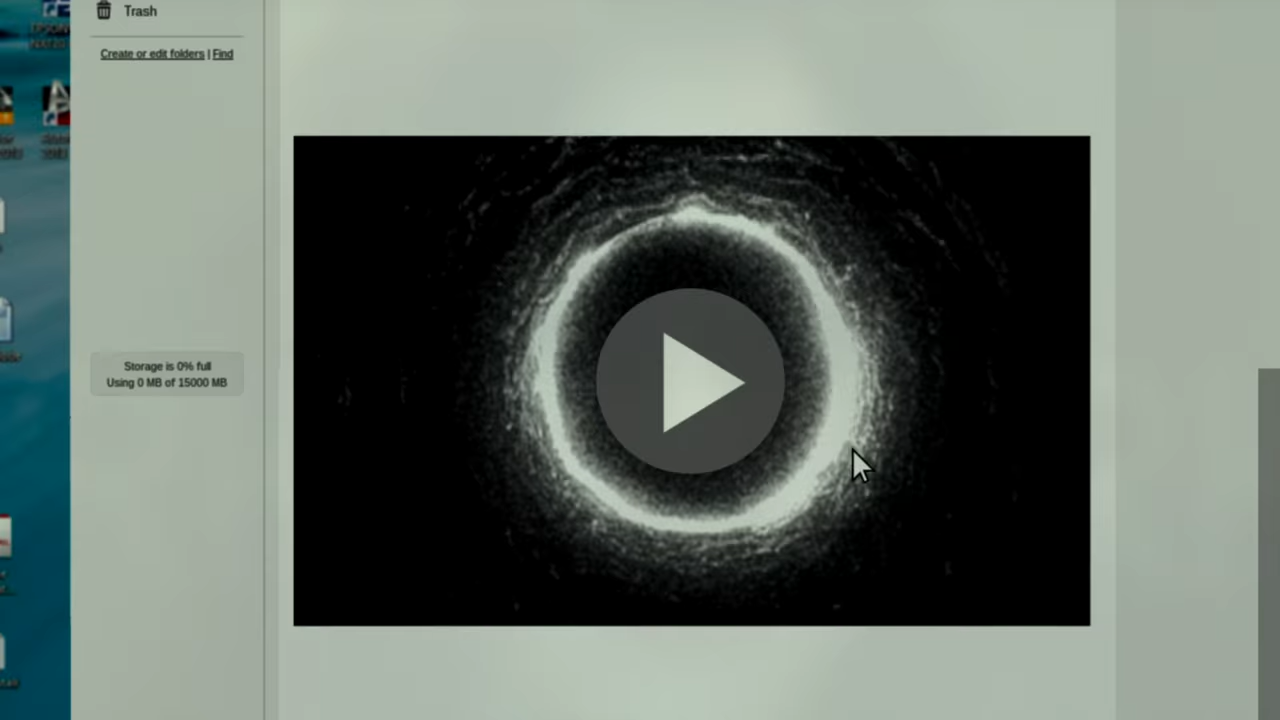 Trash
Create or edit folders | Find
Storage is 0% full
Using 0 MB of 15000 MB